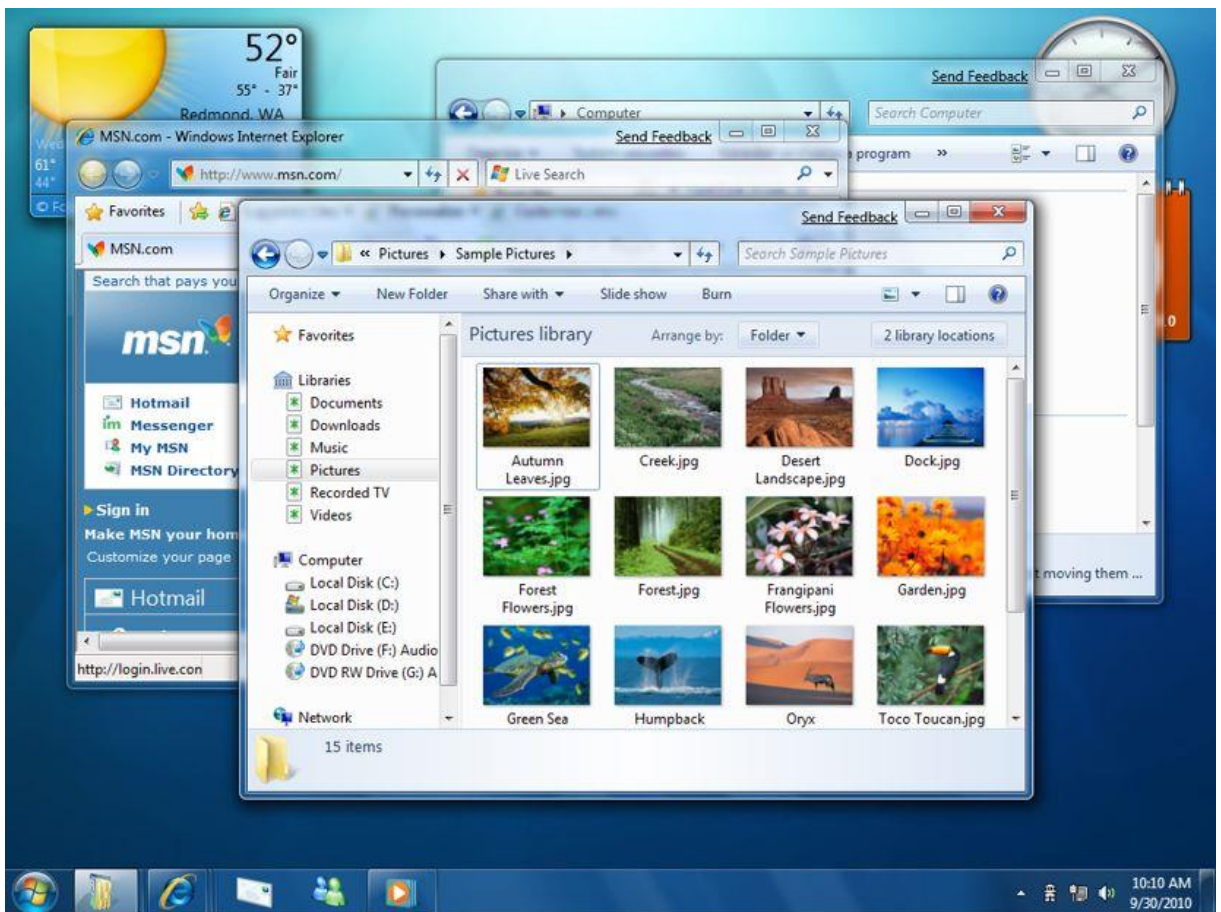 52°
Fair
55° - 37°
Redmond, WA
Wed
61°
44°
Send Feedback
Computer
Search Computer
program »
t moving them ...
MSN.com - Windows Internet Explorer
Send Feedback
http://www.msn.com/
Live Search
Favorites
MSN.com
Search that pays you
msn
Hotmail
Messenger
My MSN
MSN Directory
Sign in
Make MSN your hom
Customize your page
Hotmail
http://login.live.con
Send Feedback
« Pictures Sample Pictures
Search Sample Pictures
Organize New Folder Share with Slide show Burn
Favorites
Libraries
Documents
Downloads
Music
Pictures
Recorded TV
Videos
Computer
Local Disk (C:)
Local Disk (D:)
Local Disk (E:)
DVD Drive (F:) Audio
DVD RW Drive (G:) A
Network
Pictures library Arrange by: Folder 2 library locations
Autumn
Leaves.jpg
Creek.jpg
Desert
Landscape.jpg
Dock.jpg
Forest
Flowers.jpg
Forest.jpg
Frangipani
Flowers.jpg
Garden.jpg
Green Sea
Humpback
Oryx
Toco Toucan.jpg
15 items
10:10 AM
9/30/2010